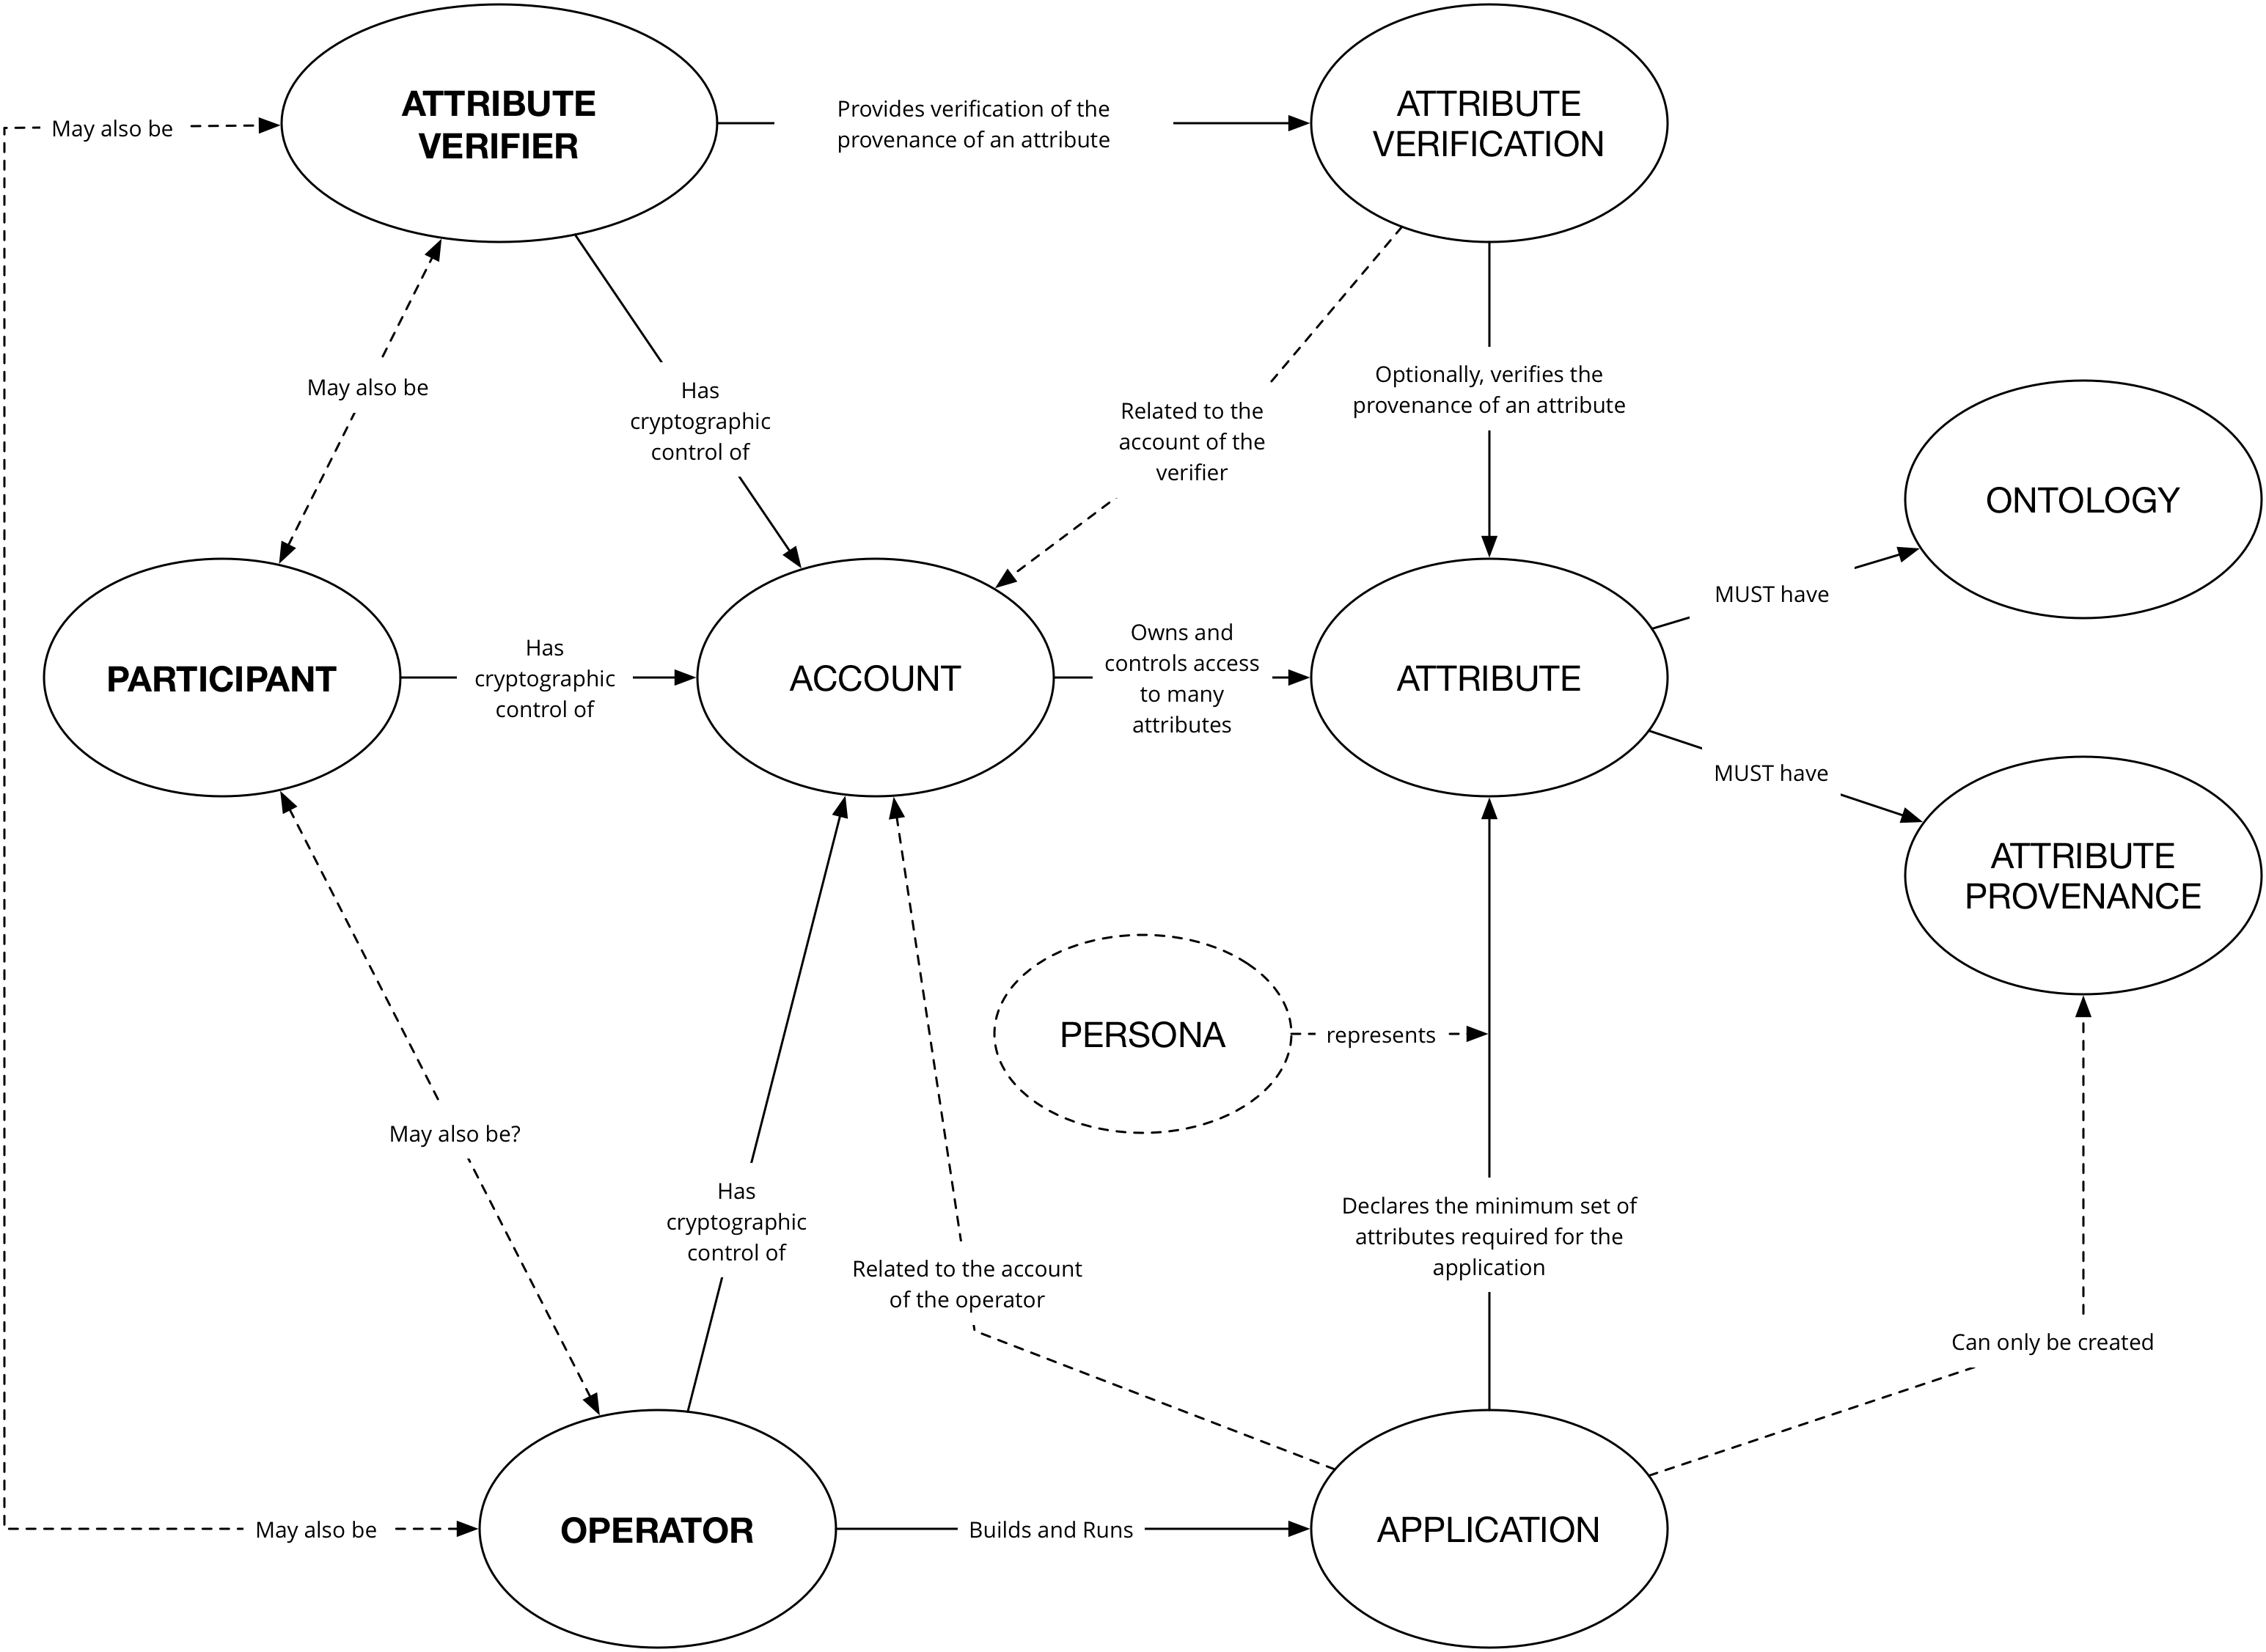 ATTRIBUTE
VERIFIER
Provides verification of the
provenance of an attribute
ATTRIBUTE
VERIFICATION
May also be
May also be
Has
cryptographic
control of
Related to the
account of the
verifier
Optionally, verifies the
provenance of an attribute
ONTOLOGY
MUST have
PARTICIPANT
Has
cryptographic
control of
ACCOUNT
Owns and
controls access
to many
attributes
ATTRIBUTE
MUST have
ATTRIBUTE
PROVENANCE
PERSONA
represents
May also be?
Has
cryptographic
control of
Related to the account
of the operator
Declares the minimum set of
attributes required for the
application
Can only be created
May also be
OPERATOR
Builds and Runs
APPLICATION